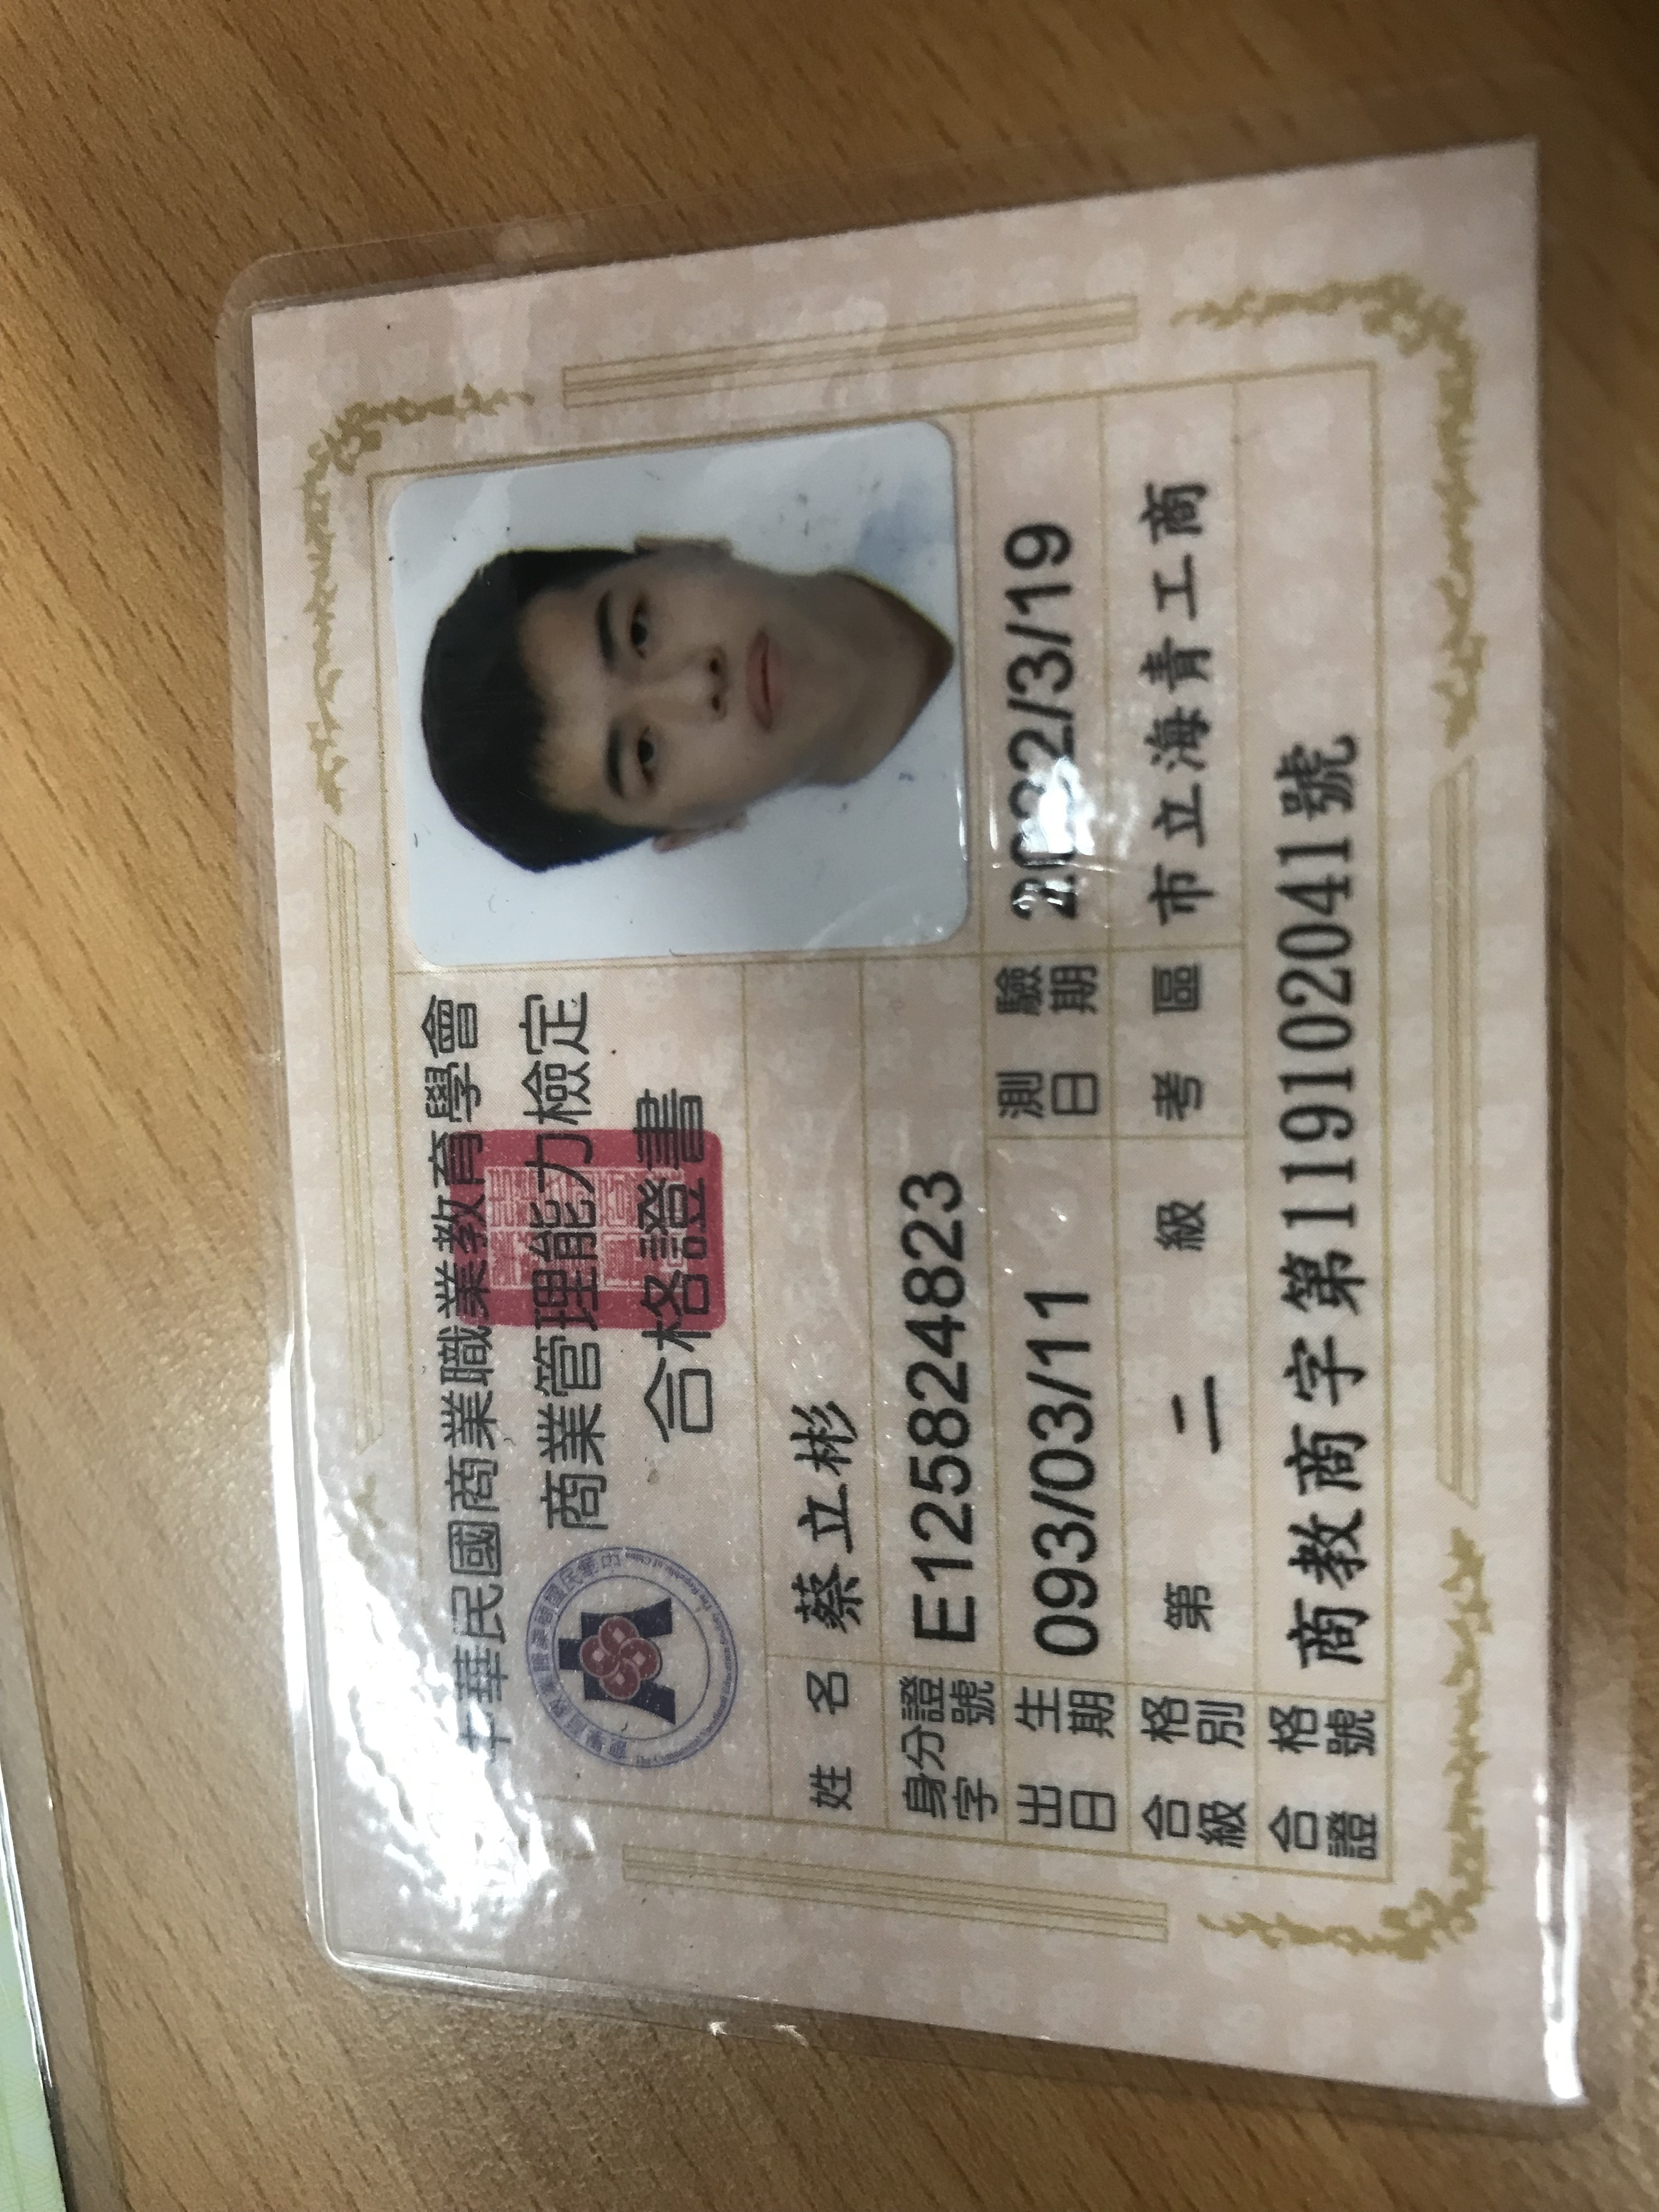 中華民國商業職業教育學會
商業管理能力檢定
合格證書
姓名 蔡立彬
身分證字號 E125824823
出生日期 093/03/11 測驗日期 2022/3/19
合格級別 第二級 考區 市立海青工商
合格證號 商教商字第119102041號